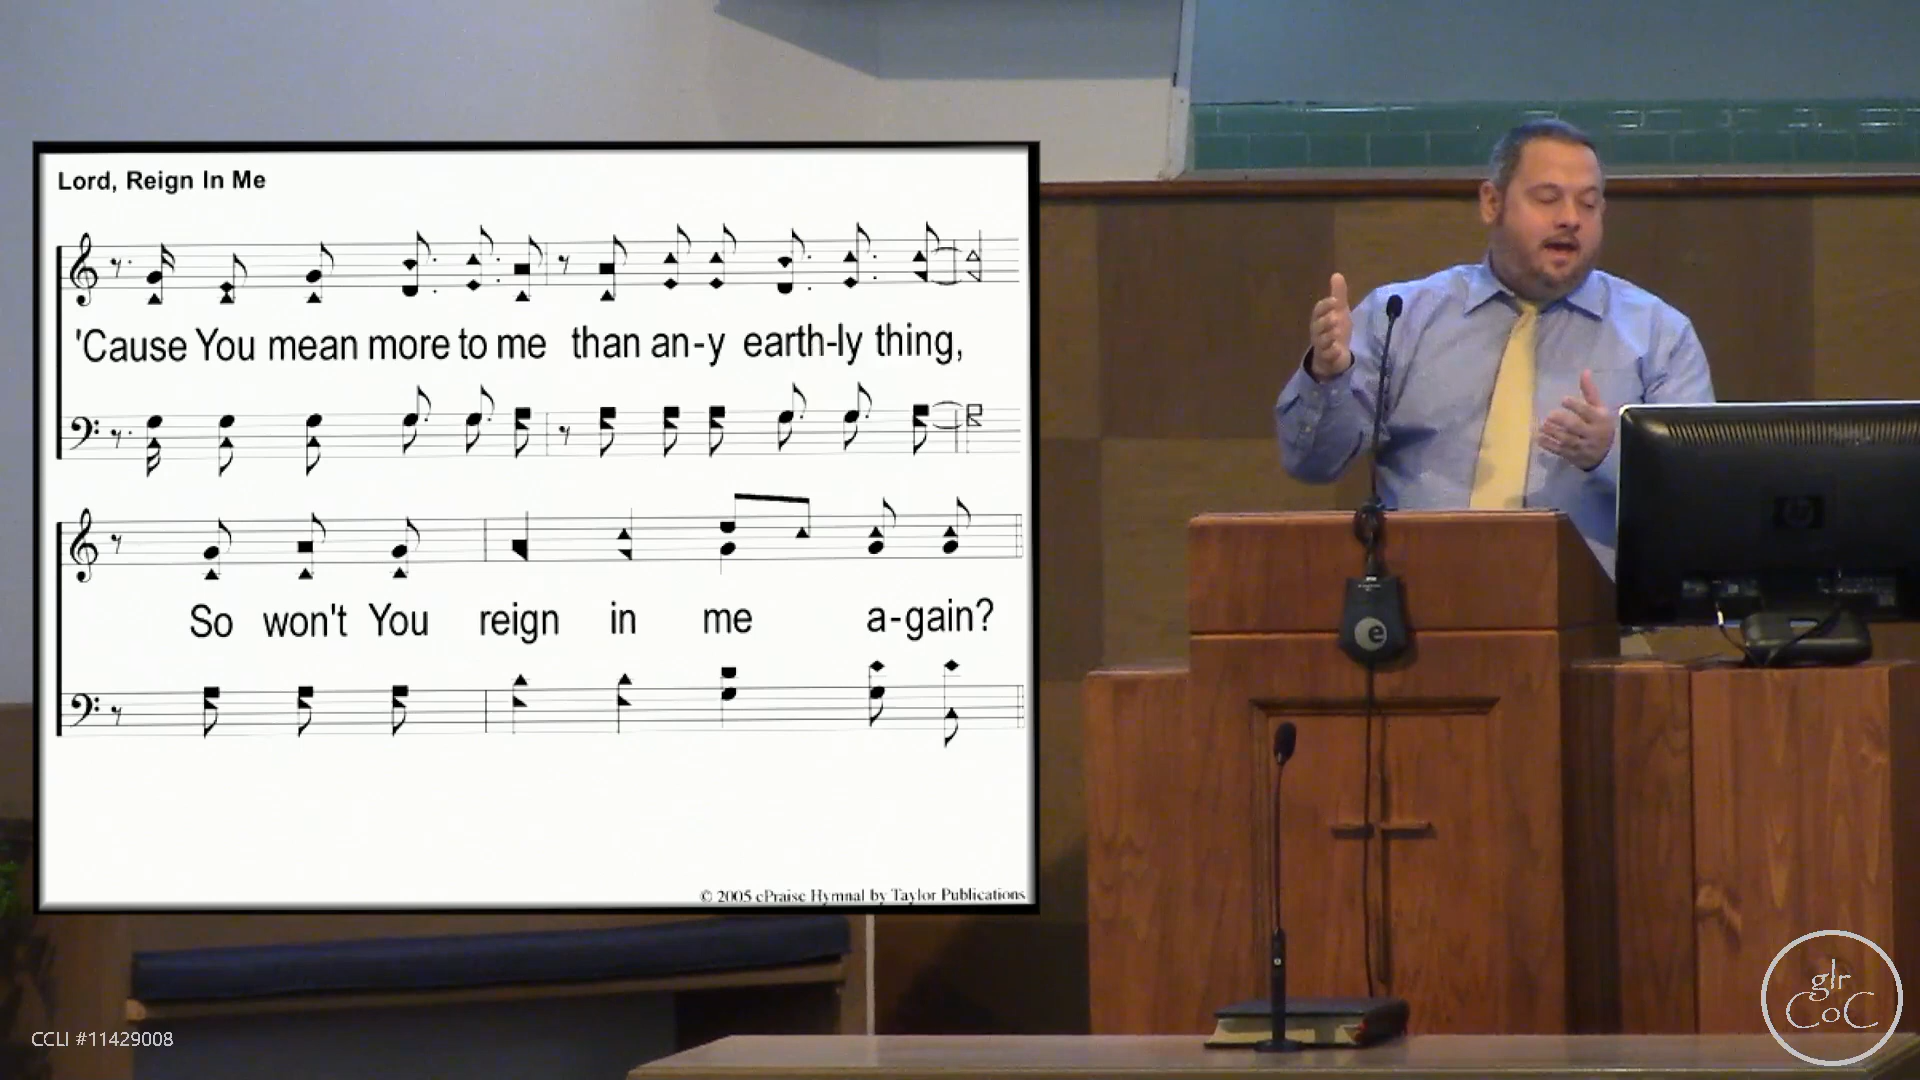 Lord, Reign In Me
'Cause You mean more to me than an-y earth-ly thing,
So won't You reign in me a-gain?
© 2005 ePraise Hymnal by Taylor Publications
e
hp
CCLI #11429008
glr
CoC